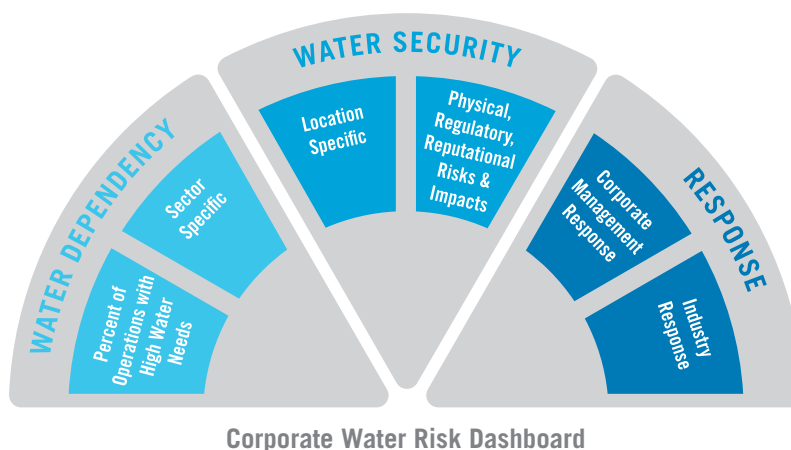 WATER DEPENDENCY
Percent of
Operations with
High Water
Needs
Sector
Specific
WATER SECURITY
Location
Specific
Physical,
Regulatory,
Reputational
Risks &
Impacts
RESPONSE
Corporate
Management
Response
Industry
Response
Corporate Water Risk Dashboard